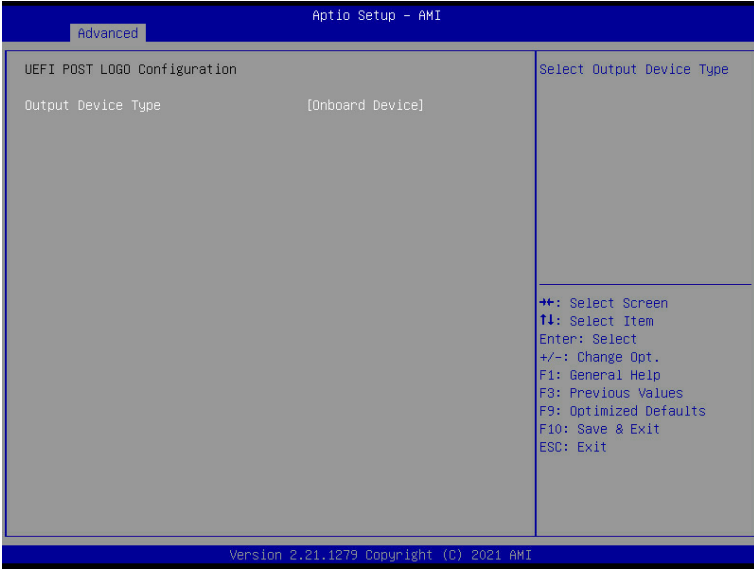 Aptio Setup – AMI
Advanced
UEFI POST LOGO Configuration
Output Device Type [Onboard Device]
Select Output Device Type
→←: Select Screen
↑↓: Select Item
Enter: Select
+/-: Change Opt.
F1: General Help
F3: Previous Values
F9: Optimized Defaults
F10: Save & Exit
ESC: Exit
Version 2.21.1279 Copyright (C) 2021 AMI